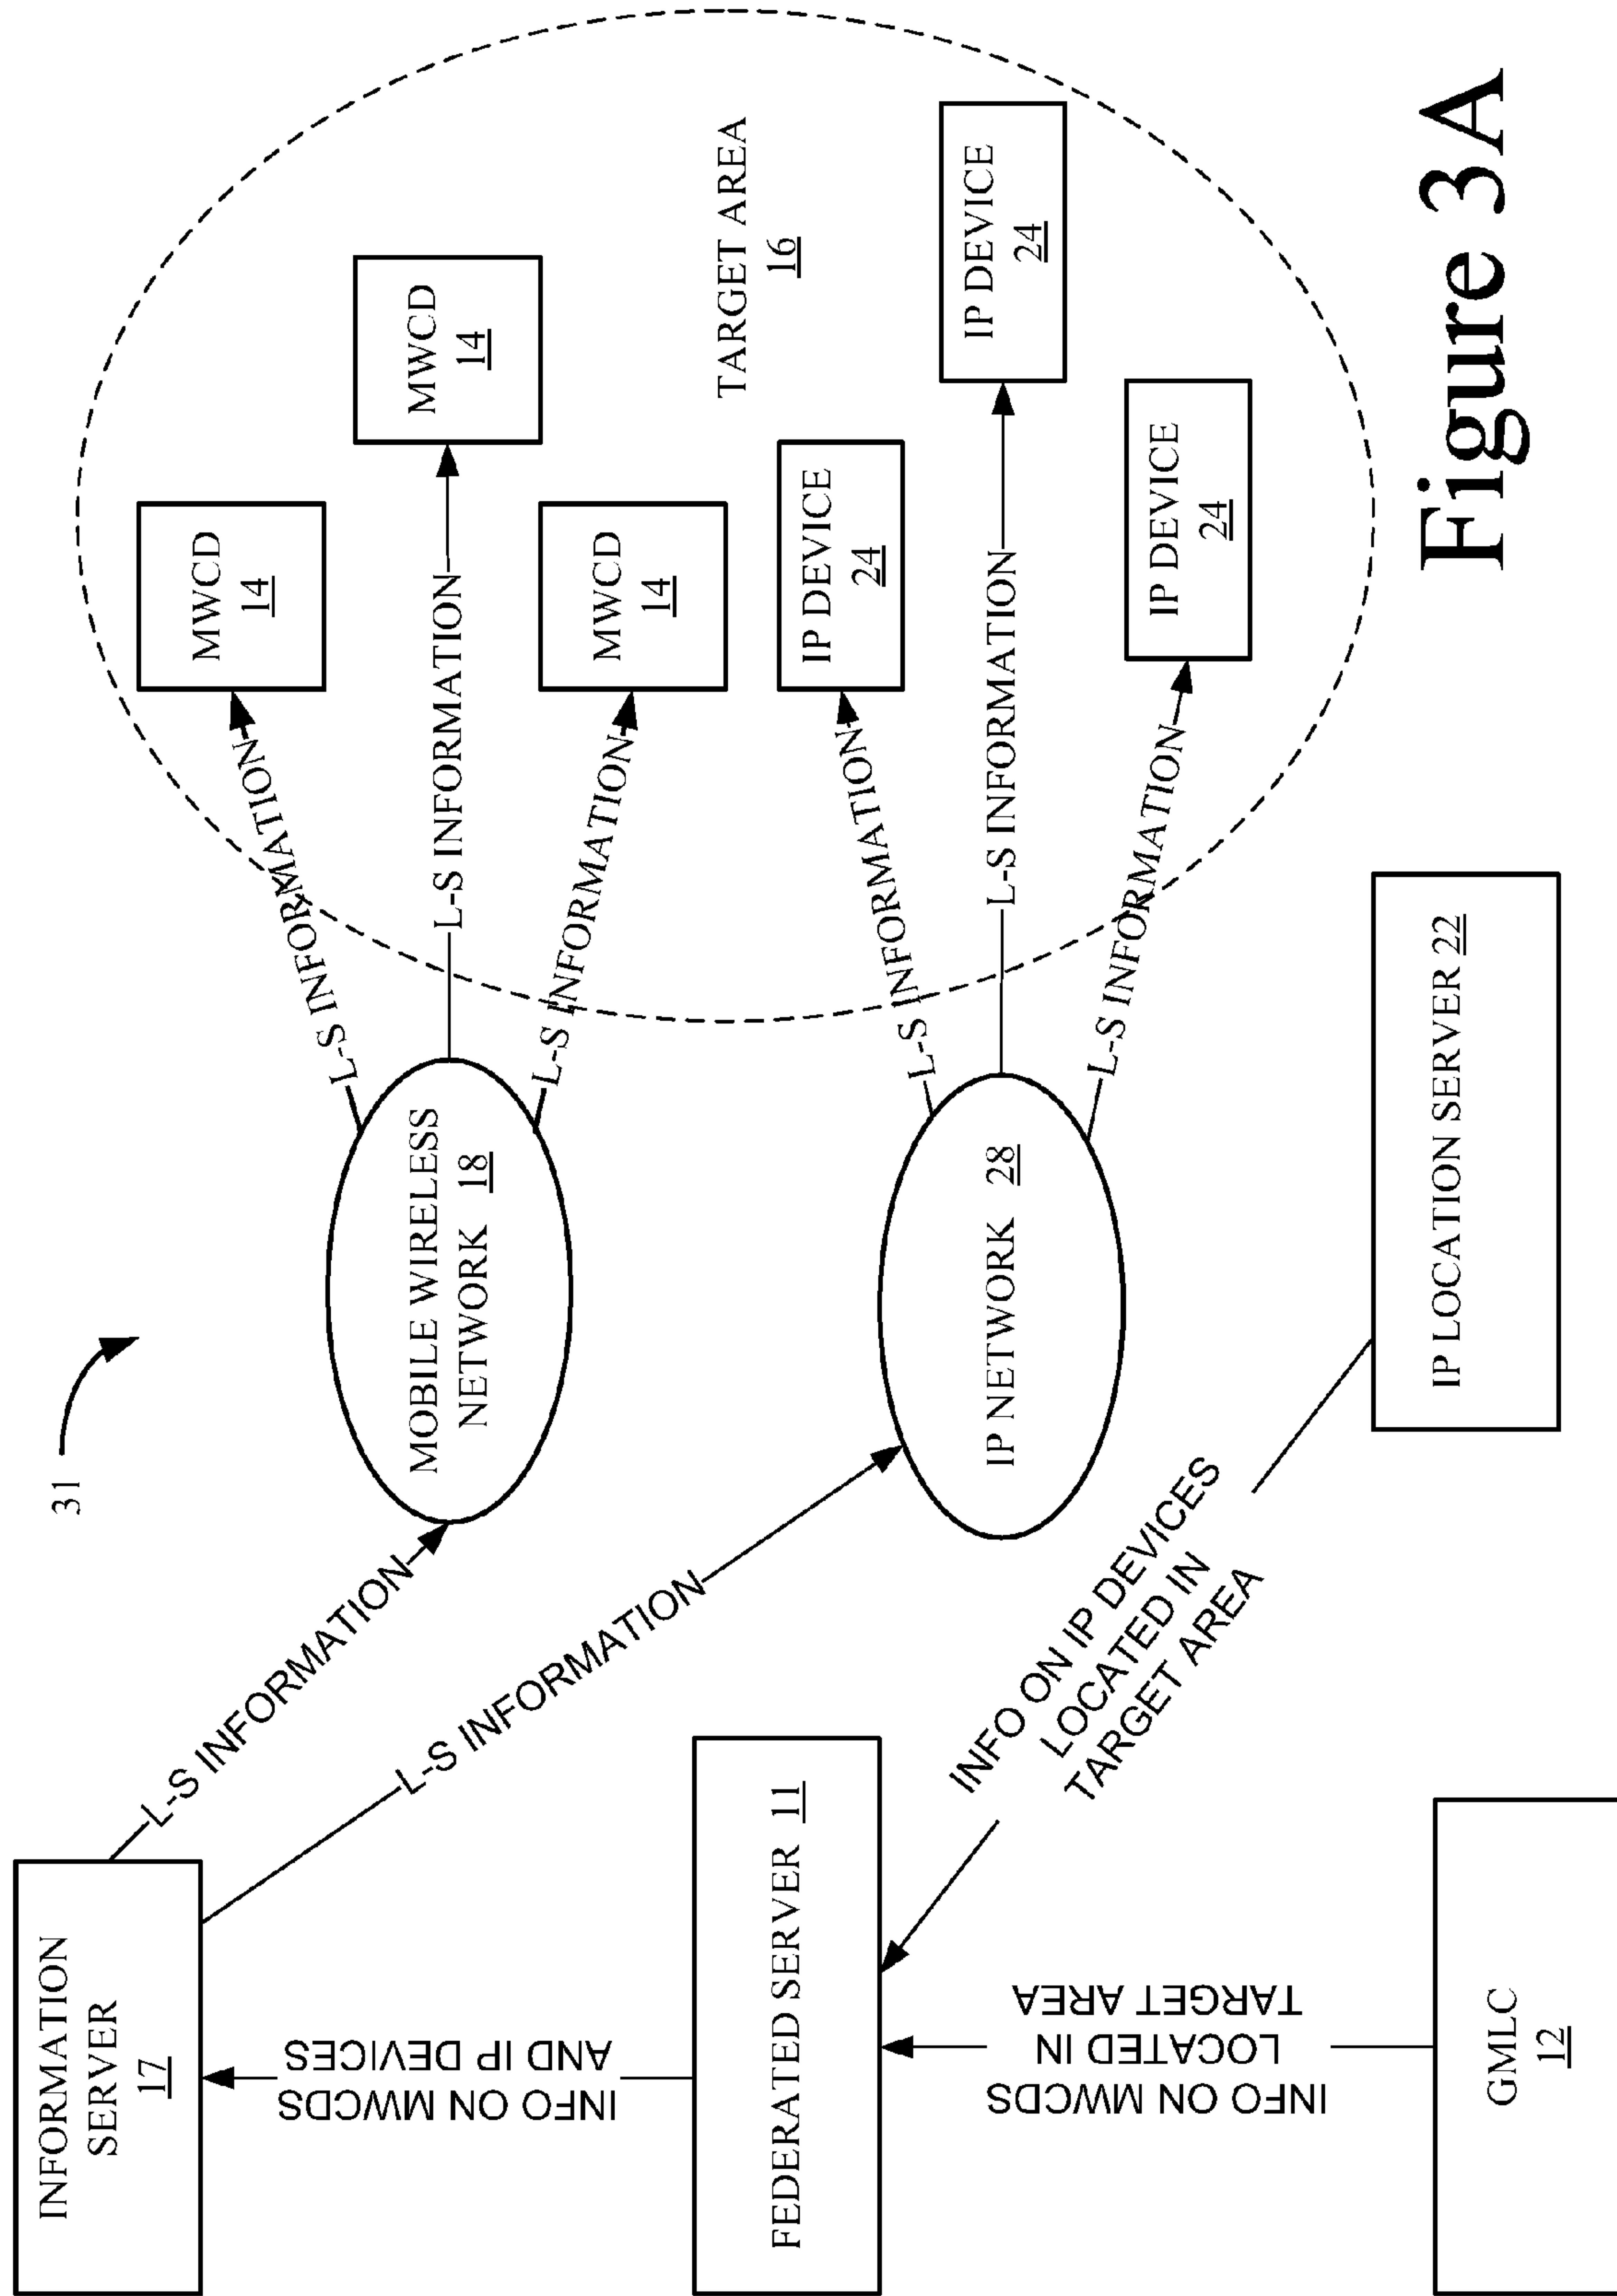 31
INFORMATION
SERVER
17
L-S INFORMATION
L-S INFORMATION
MOBILE WIRELESS
NETWORK 18
L-S INFORMATION
L-S INFORMATION
L-S INFORMATION
MWCD
14
MWCD
14
MWCD
14
INFO ON MWCDS
AND IP DEVICES
TARGET AREA
16
FEDERATED SERVER 11
IP NETWORK 28
L-S INFORMATION
L-S INFORMATION
L-S INFORMATION
IP DEVICE
24
IP DEVICE
24
IP DEVICE
24
INFO ON MWCDS
LOCATED IN
TARGET AREA
INFO ON IP DEVICES
LOCATED IN
TARGET AREA
GMLC
12
IP LOCATION SERVER 22
Figure 3A